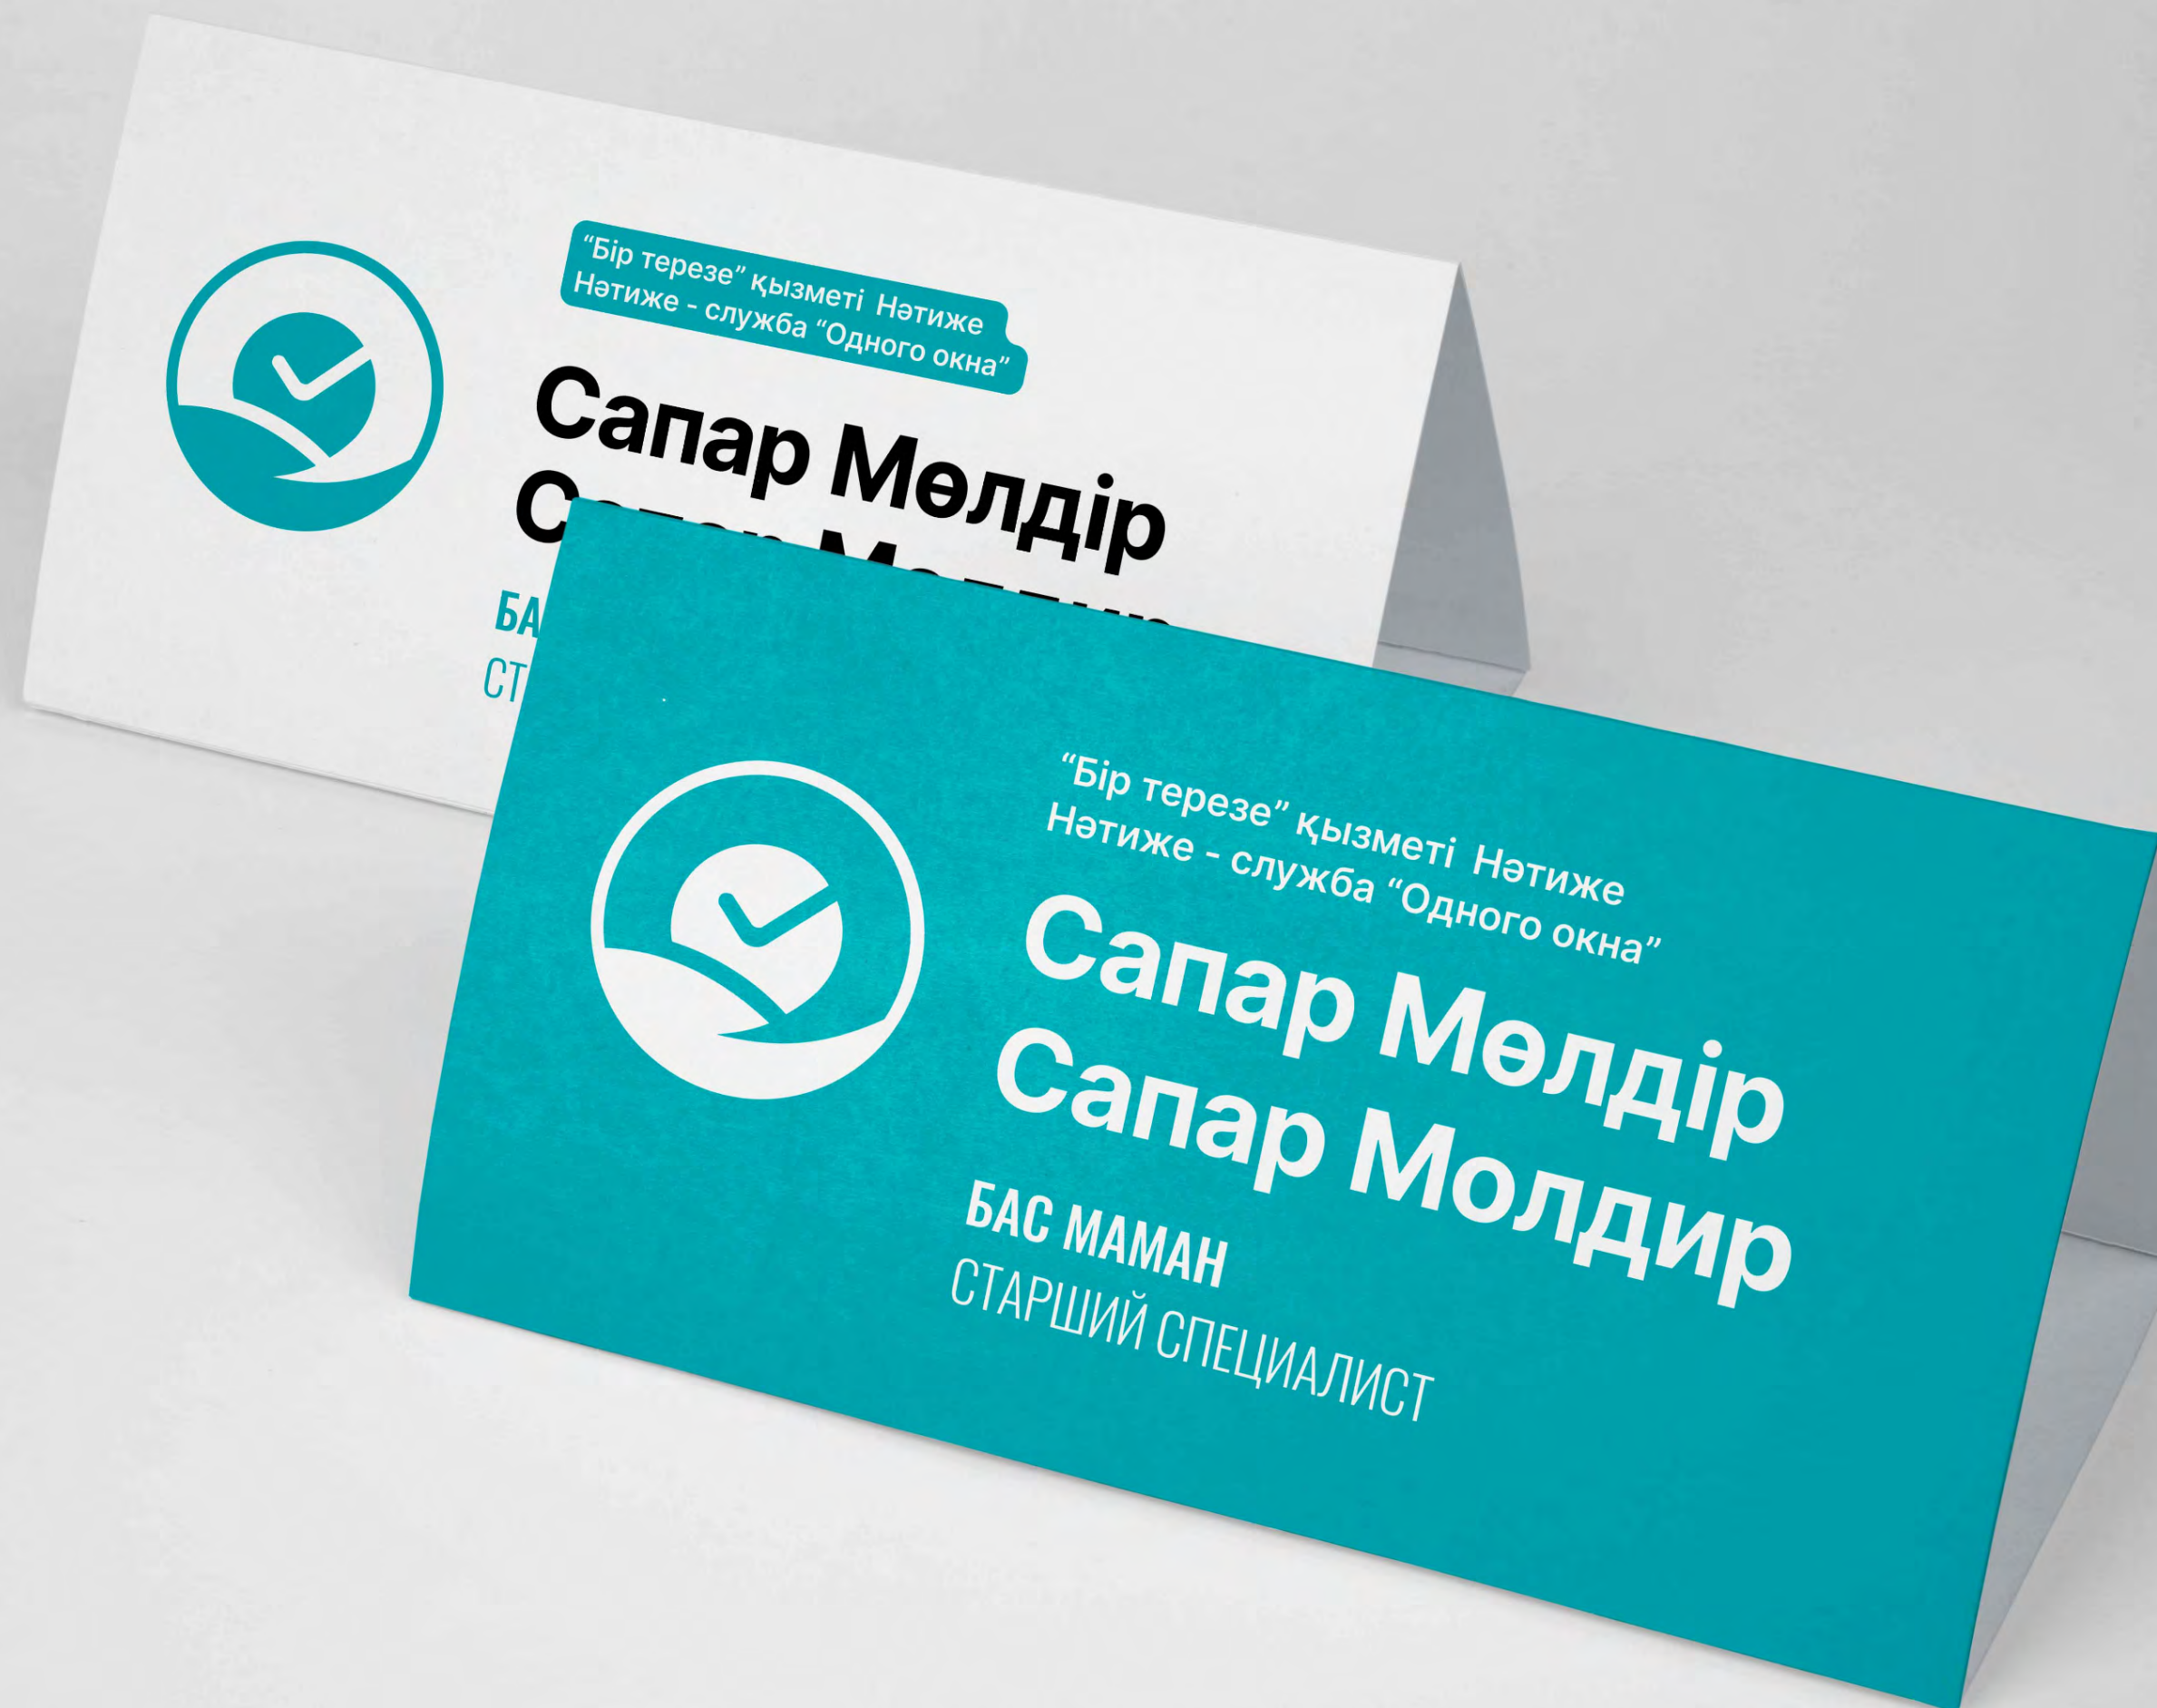 “Бір терезе” қызметі Нәтиже
Нәтиже - служба “Одного окна”
Сапар Мөлдір
“Бір терезе” қызметі Нәтиже
Нәтиже - служба “Одного окна”
Сапар Мөлдір
Сапар Молдир
БАС МАМАН
СТАРШИЙ СПЕЦИАЛИСТ